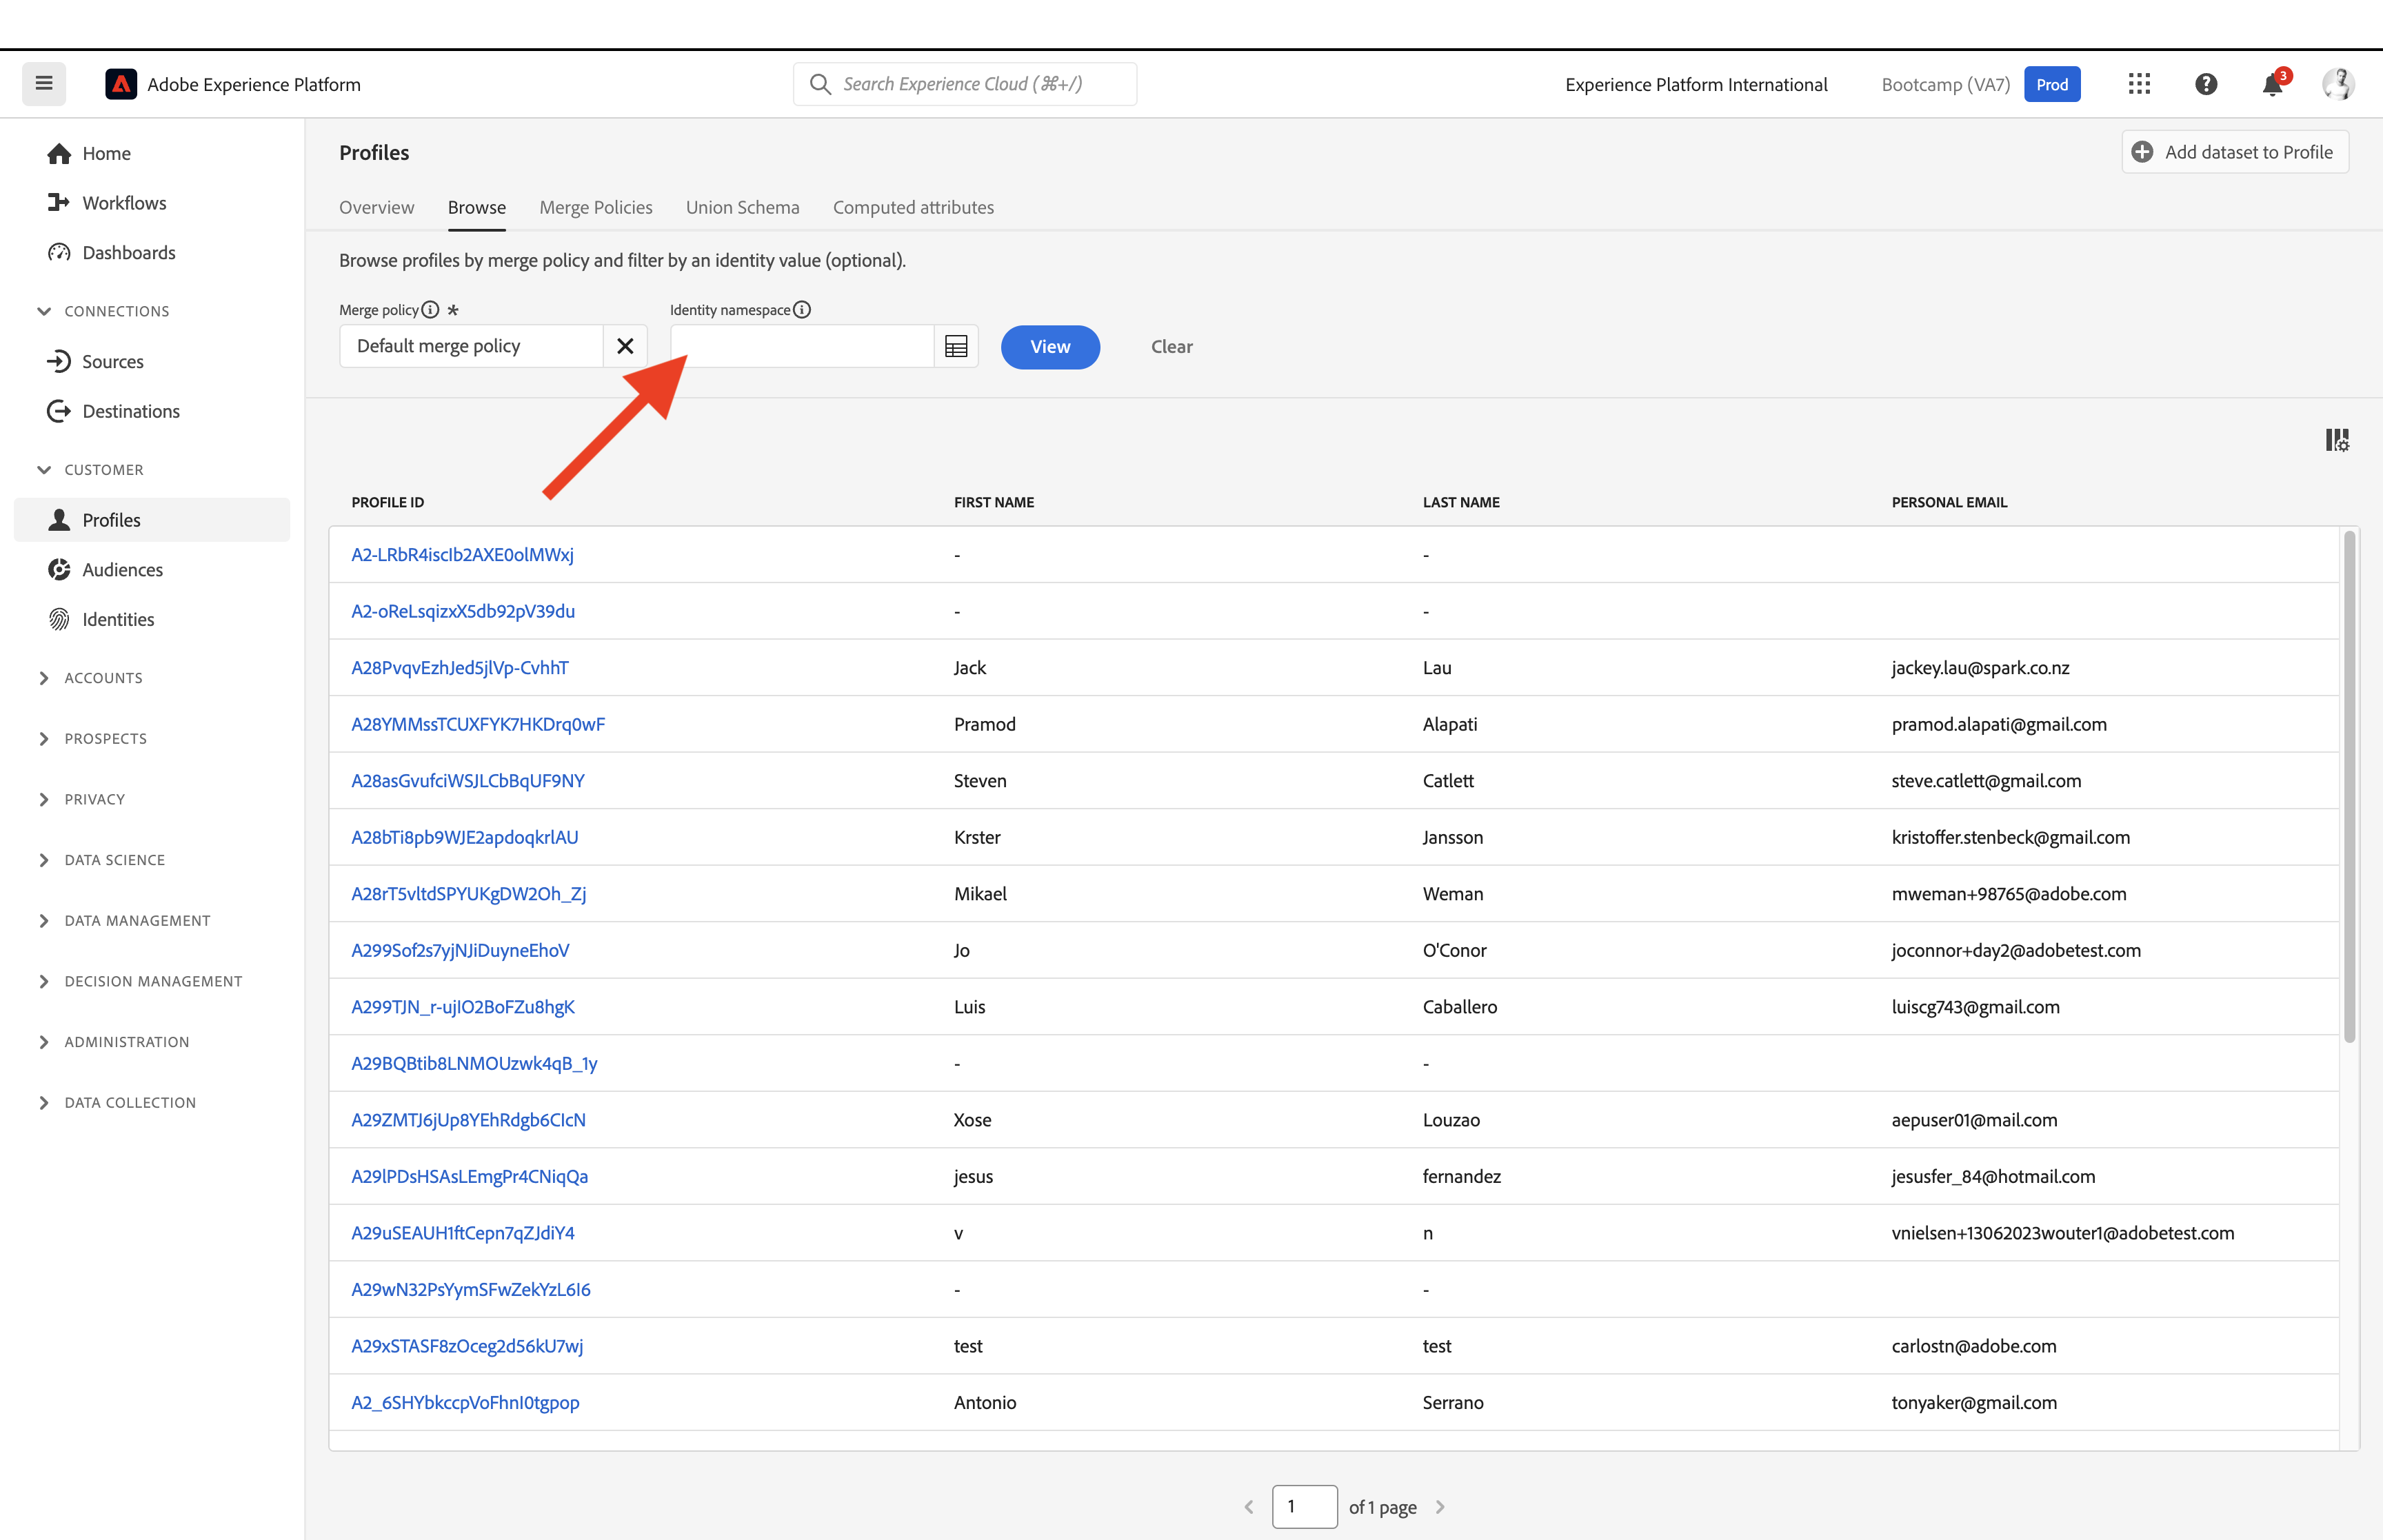 Adobe Experience Platform
Search Experience Cloud (⌘+/)
Experience Platform International
Bootcamp (VA7)
Prod
3
Home
Workflows
Dashboards
CONNECTIONS
Sources
Destinations
CUSTOMER
Profiles
Audiences
Identities
ACCOUNTS
PROSPECTS
PRIVACY
DATA SCIENCE
DATA MANAGEMENT
DECISION MANAGEMENT
ADMINISTRATION
DATA COLLECTION
Profiles
Add dataset to Profile
Overview Browse Merge Policies Union Schema Computed attributes
Browse profiles by merge policy and filter by an identity value (optional).
Merge policy * Identity namespace
Default merge policy View Clear
PROFILE ID FIRST NAME LAST NAME PERSONAL EMAIL
A2-LRbR4iscIb2AXE0olMWxj - -
A2-oReLsqizxX5db92pV39du - -
A28PvqvEzhJed5jlVp-CvhhT Jack Lau jackey.lau@spark.co.nz
A28YMMssTCUXFYK7HKDrq0wF Pramod Alapati pramod.alapati@gmail.com
A28asGvufciWSJLCbBqUF9NY Steven Catlett steve.catlett@gmail.com
A28bTi8pb9WJE2apdoqkrlAU Krster Jansson kristoffer.stenbeck@gmail.com
A28rT5vltdSPYUKgDW2Oh_Zj Mikael Weman mweman+98765@adobe.com
A299Sof2s7yjNJiDuyneEhoV Jo O'Conor joconnor+day2@adobetest.com
A299TJN_r-ujIO2BoFZu8hgK Luis Caballero luiscg743@gmail.com
A29BQBtib8LNMOUzwk4qB_1y - -
A29ZMTJ6jUp8YEhRdgb6CIcN Xose Louzao aepuser01@mail.com
A29lPDsHSAsLEmgPr4CNiqQa jesus fernandez jesusfer_84@hotmail.com
A29uSEAUH1ftCepn7qZJdiY4 v n vnielsen+13062023wouter1@adobetest.com
A29wN32PsYymSFwZekYzL6I6 - -
A29xSTASF8zOceg2d56kU7wj test test carlostn@adobe.com
A2_6SHYbkccpVoFhnI0tgpop Antonio Serrano tonyaker@gmail.com
1 of 1 page